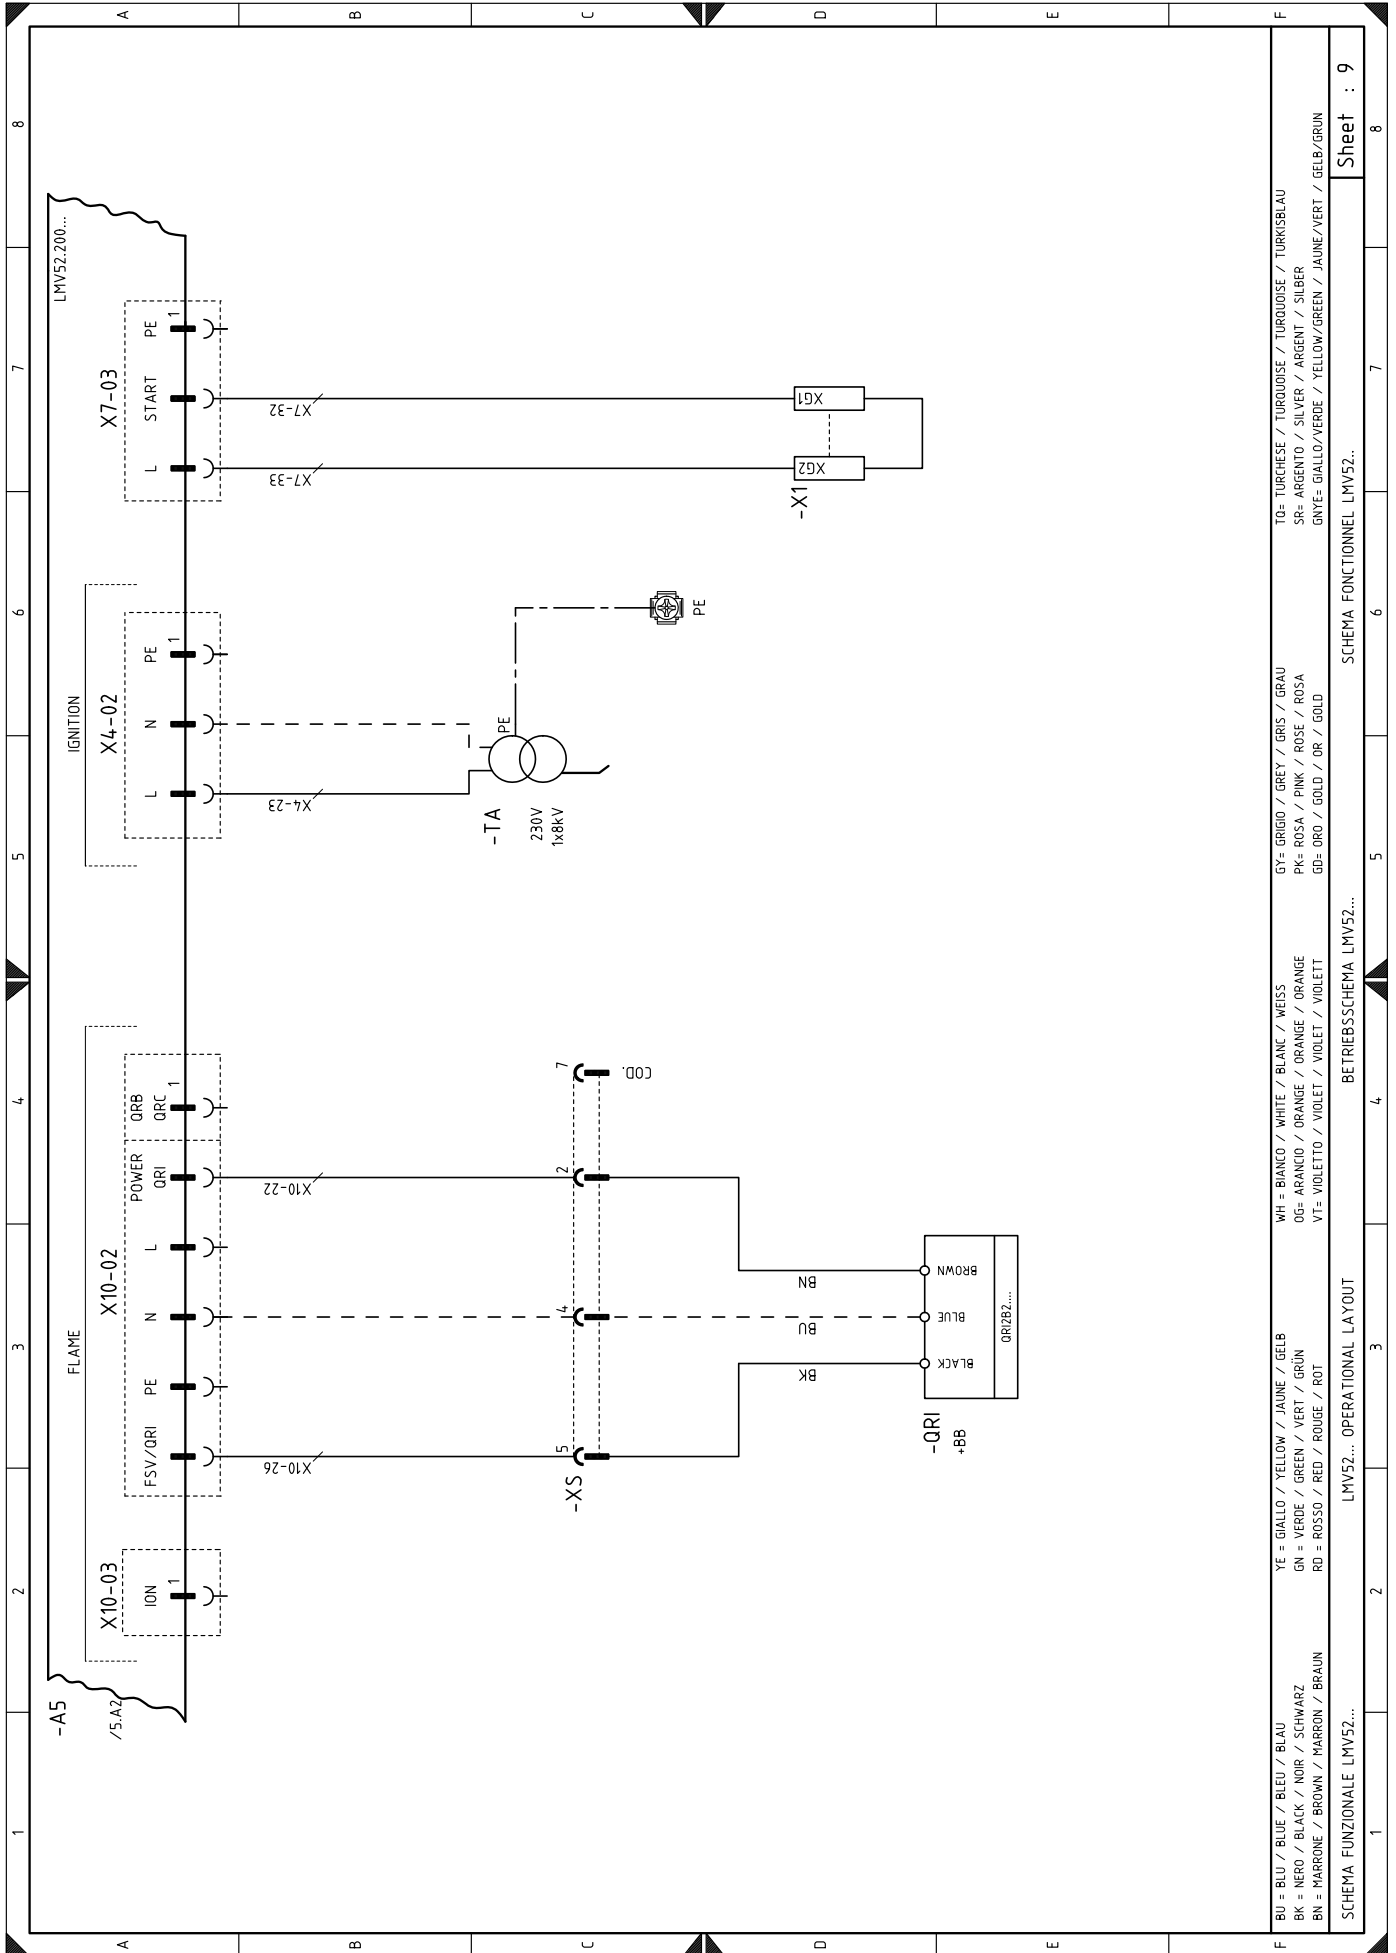 1 2 3 4 5 6 7 8
A A
B B
C C
D D
E E
F F
-A5
/5.A2
LMV52.200...
FLAME
IGNITION
X10-03
X10-02
X4-02
X7-03
ION 1
FSV/QRI
PE
N
L
POWER
QRI
QRB
QRC
1
L
N
PE 1
L
START
PE 1
X10-26
X10-22
X4-23
X7-33
X7-32
-XS
5
4
2
7
COD.
BK
BU
BN
-QRI
+BB
BLACK
BLUE
BROWN
QRI2B2....
-TA
230V
1x8kV
PE
PE
-X1
XG2
XG1
BU = BLU / BLUE / BLEU / BLAU
BK = NERO / BLACK / NOIR / SCHWARZ
BN = MARRONE / BROWN / MARRON / BRAUN
YE = GIALLO / YELLOW / JAUNE / GELB
GN = VERDE / GREEN / VERT / GRÜN
RD = ROSSO / RED / ROUGE / ROT
WH = BIANCO / WHITE / BLANC / WEISS
OG= ARANCIO / ORANGE / ORANGE / ORANGE
VT= VIOLETTO / VIOLET / VIOLET / VIOLETT
GY= GRIGIO / GREY / GRIS / GRAU
PK= ROSA / PINK / ROSE / ROSA
GD= ORO / GOLD / OR / GOLD
TQ= TURCHESE / TURQUOISE / TURQUOISE / TURKISBLAU
SR= ARGENTO / SILVER / ARGENT / SILBER
GNYE= GIALLO/VERDE / YELLOW/GREEN / JAUNE/VERT / GELB/GRUN
SCHEMA FUNZIONALE LMV52...
LMV52... OPERATIONAL LAYOUT
BETRIEBSSCHEMA LMV52...
SCHEMA FONCTIONNEL LMV52...
Sheet : 9
1 2 3 4 5 6 7 8